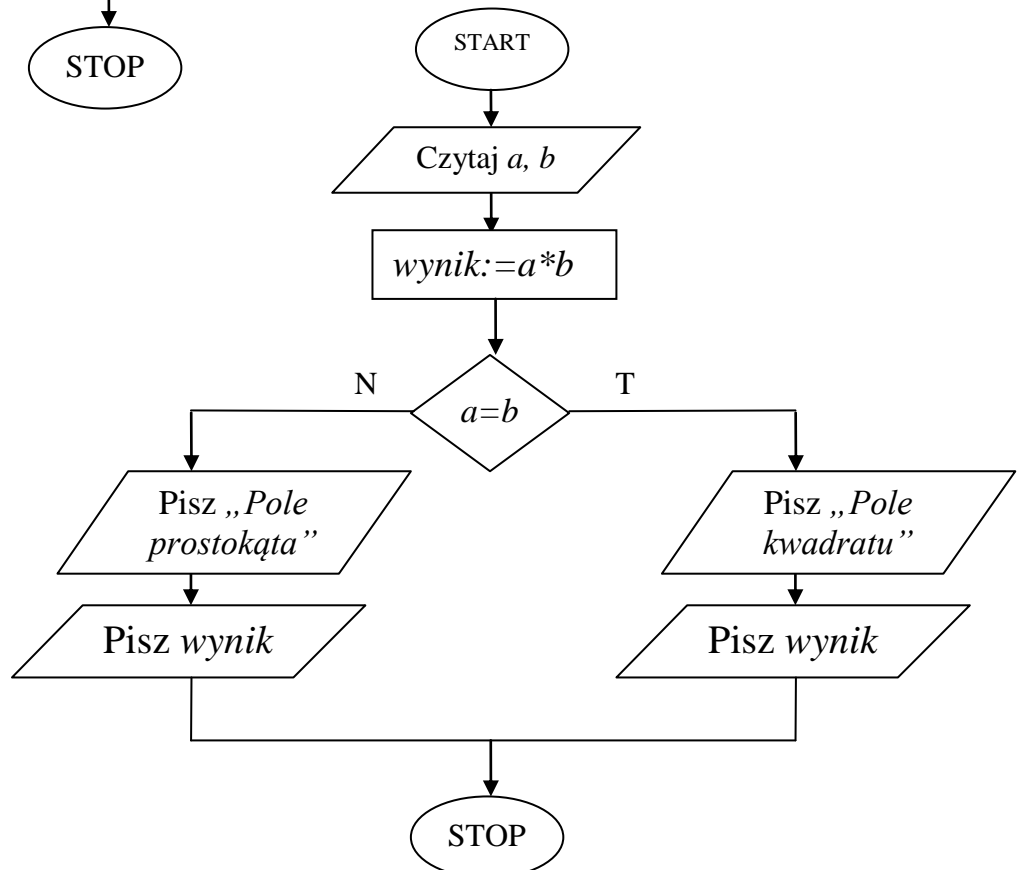 STOP
START
Czytaj a, b
wynik:=a*b
N
T
a=b
Pisz „Pole
prostokąta”
Pisz „Pole
kwadratu”
Pisz wynik
Pisz wynik
STOP